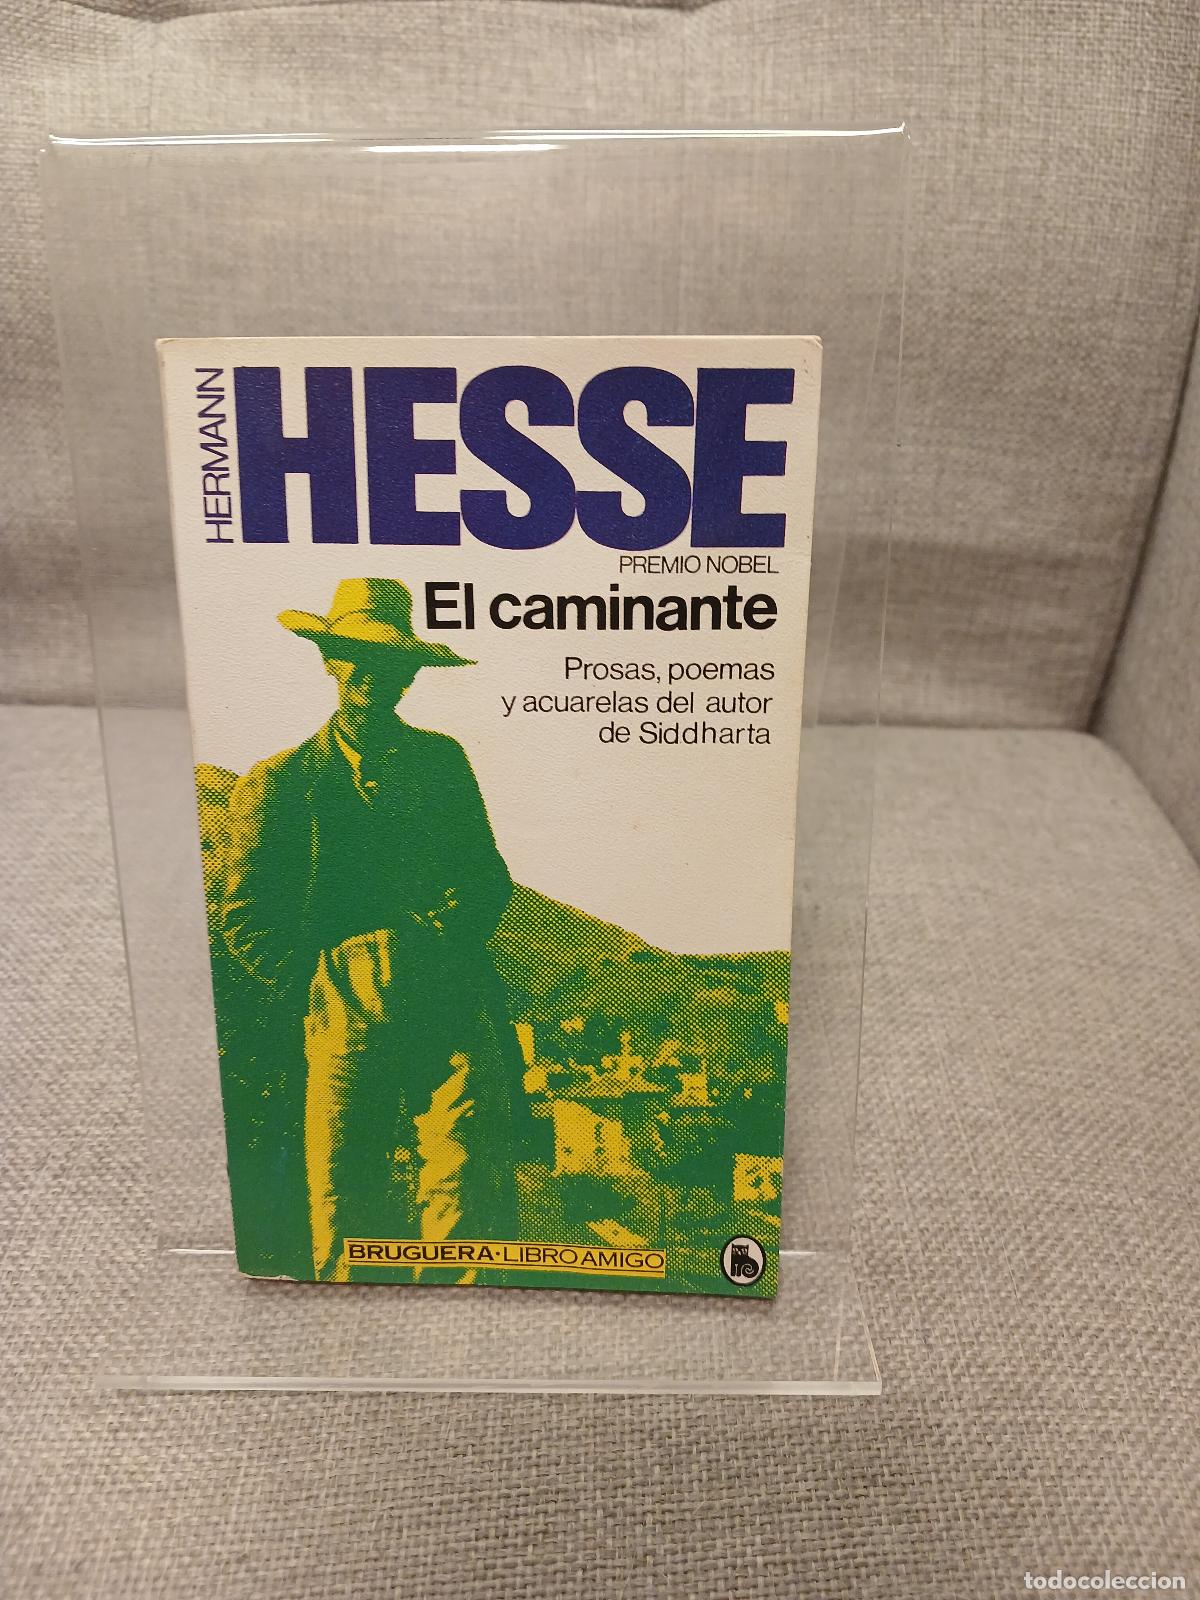 HERMANN
HESSE
PREMIO NOBEL
El caminante
Prosas, poemas
y acuarelas del autor
de Siddharta
BRUGUERA·LIBRO AMIGO
todocoleccion